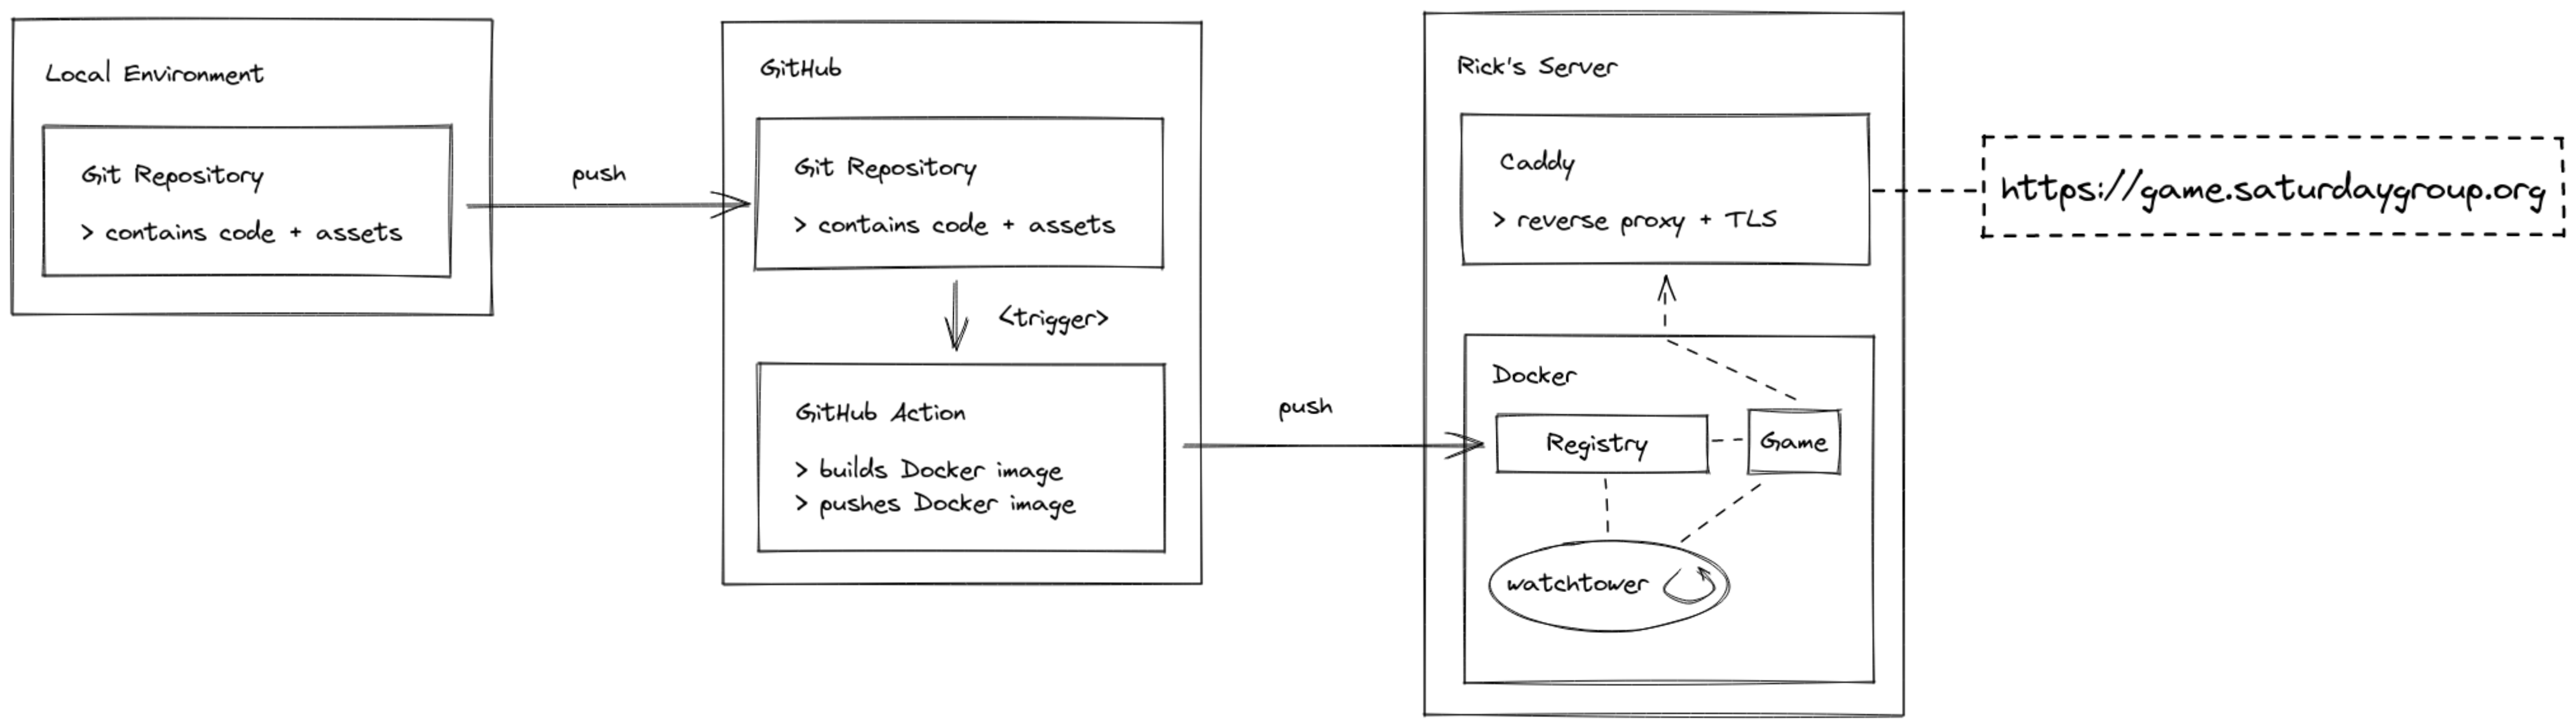 Local Environment
Git Repository
> contains code + assets
push
GitHub
Git Repository
> contains code + assets
<trigger>
GitHub Action
> builds Docker image
> pushes Docker image
push
Rick's Server
Caddy
> reverse proxy + TLS
https://game.saturdaygroup.org
Docker
Registry
Game
watchtower